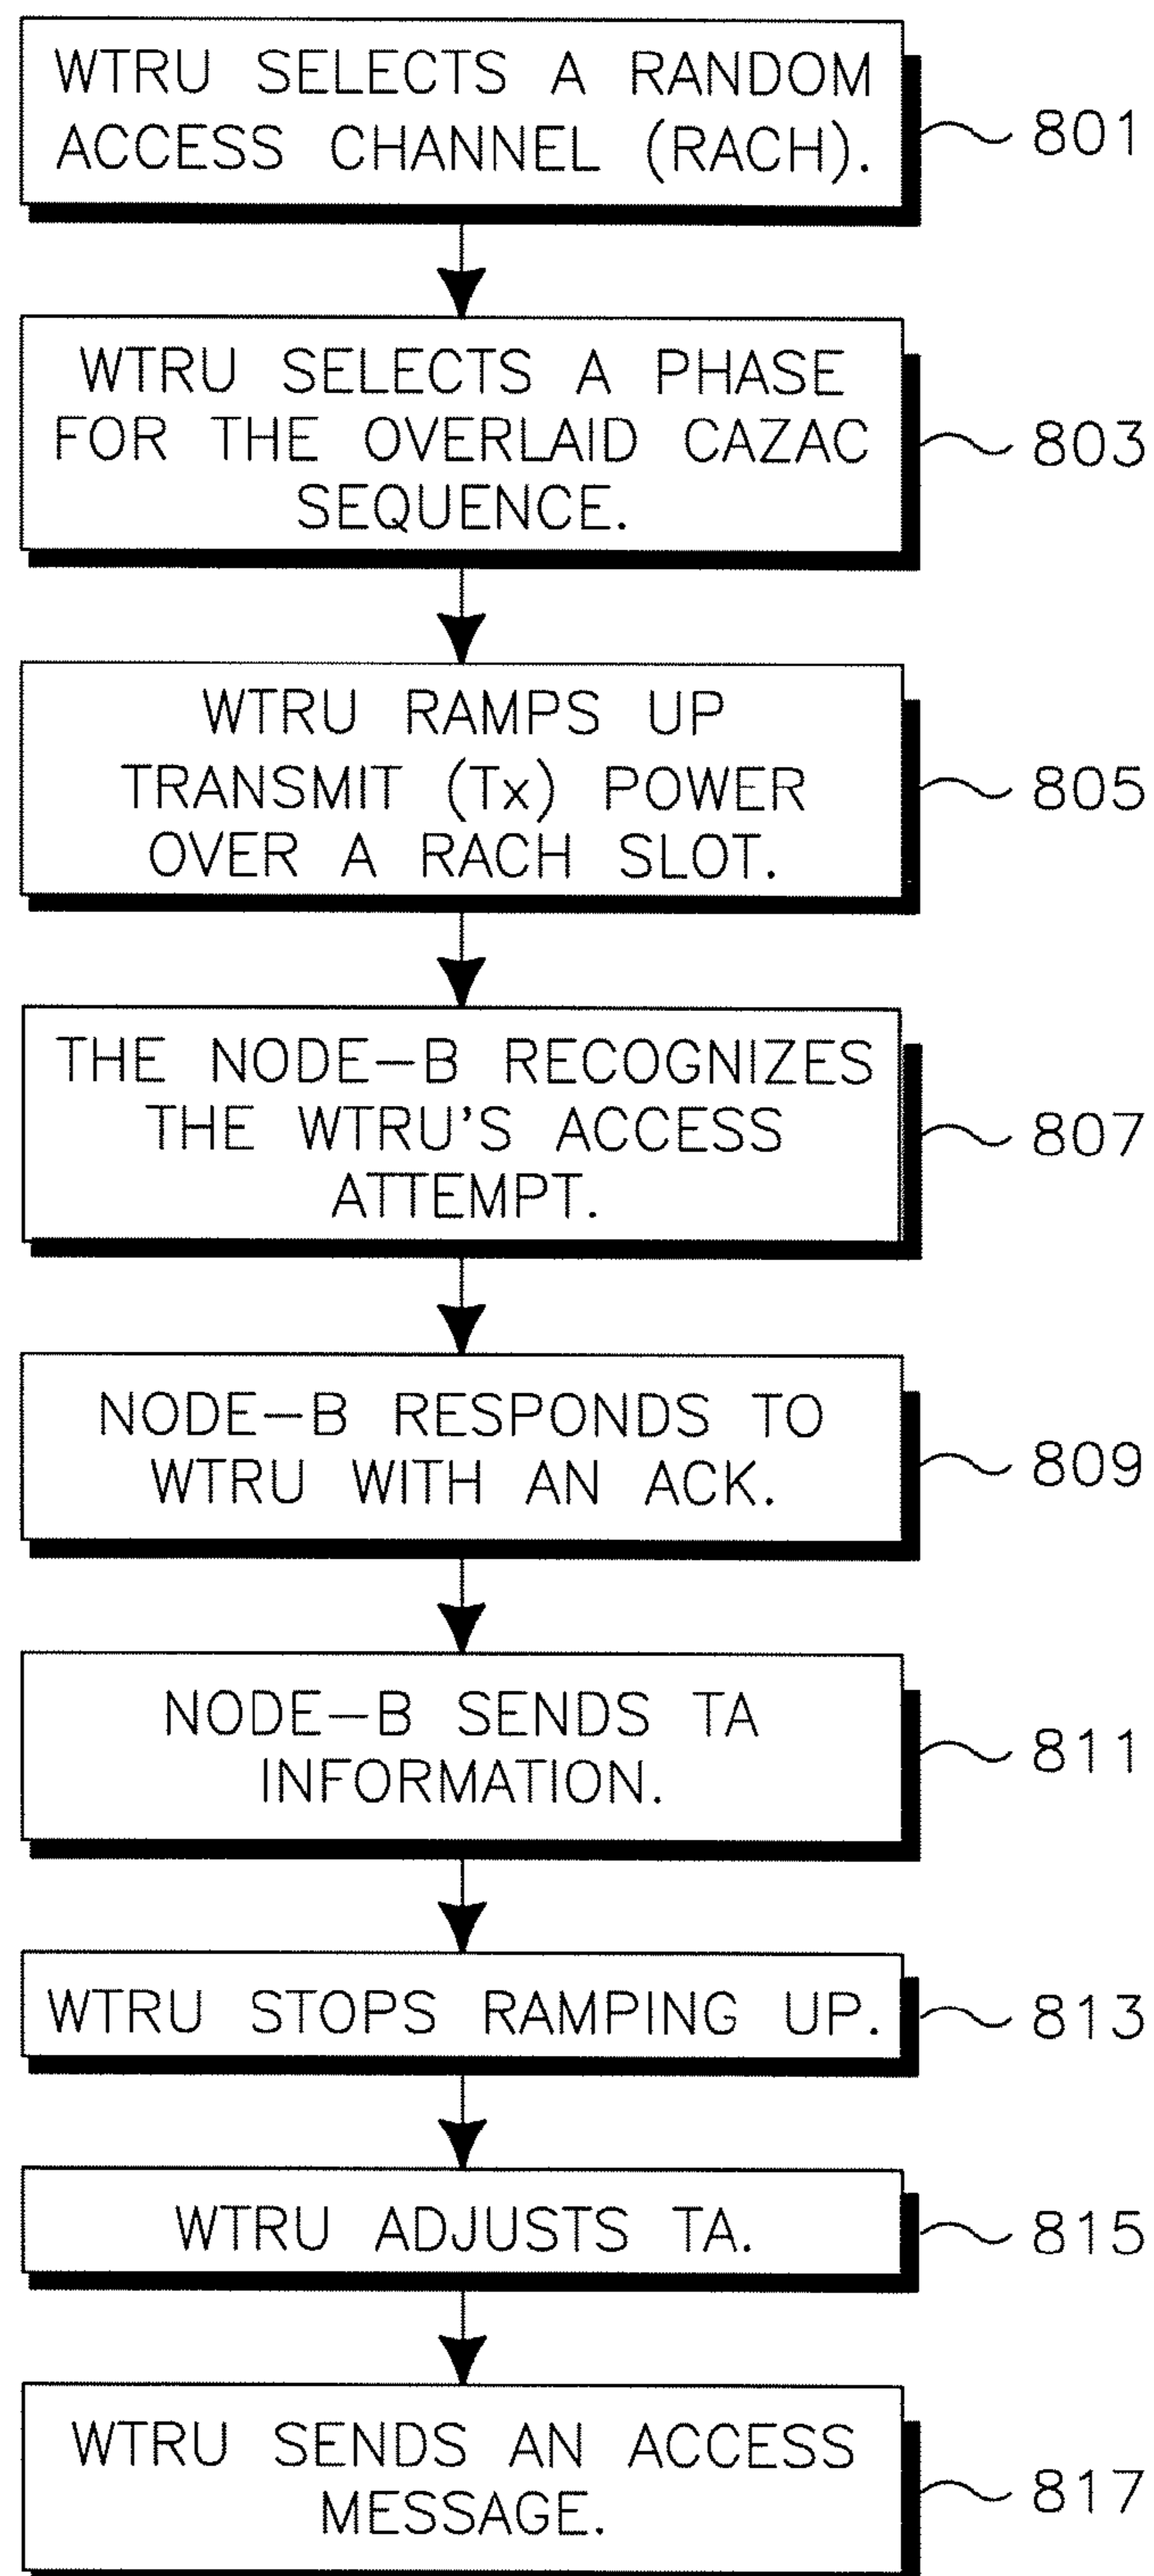 WTRU SELECTS A RANDOM
ACCESS CHANNEL (RACH).
801
WTRU SELECTS A PHASE
FOR THE OVERLAID CAZAC
SEQUENCE.
803
WTRU RAMPS UP
TRANSMIT (Tx) POWER
OVER A RACH SLOT.
805
THE NODE-B RECOGNIZES
THE WTRU'S ACCESS
ATTEMPT.
807
NODE-B RESPONDS TO
WTRU WITH AN ACK.
809
NODE-B SENDS TA
INFORMATION.
811
WTRU STOPS RAMPING UP.
813
WTRU ADJUSTS TA.
815
WTRU SENDS AN ACCESS
MESSAGE.
817